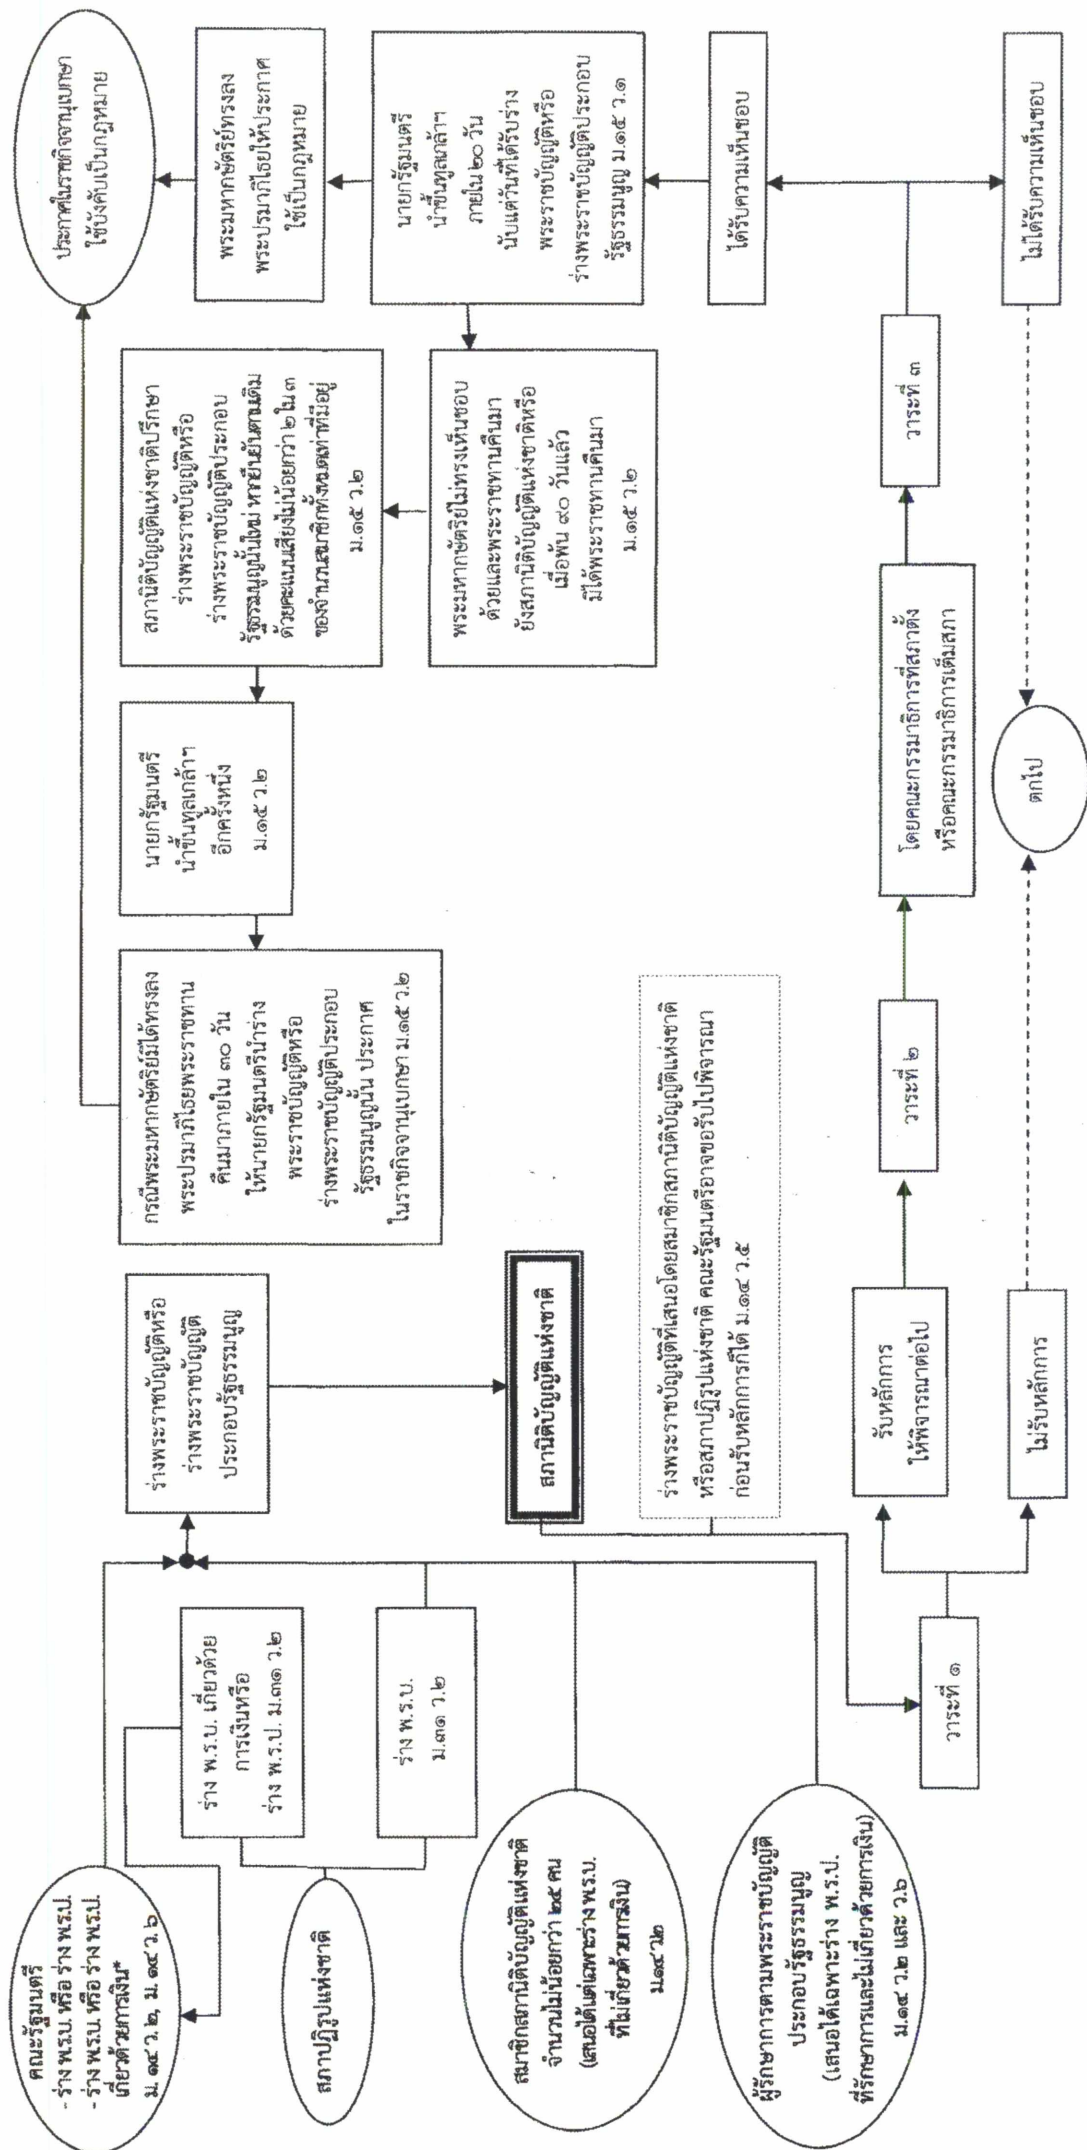 คณะรัฐมนตรี
- ร่าง พ.ร.บ. หรือ ร่าง พ.ร.ป.
- ร่าง พ.ร.บ. หรือ ร่าง พ.ร.ป.
เกี่ยวด้วยการเงิน*
ม. ๑๔ ว. ๒, ม. ๑๔ ว. ๖
สภาปฏิรูปแห่งชาติ
สมาชิกสภานิติบัญญัติแห่งชาติ
จำนวนไม่น้อยกว่า ๒๕ คน
(เสนอได้แต่เฉพาะร่าง พ.ร.บ.
ที่ไม่เกี่ยวด้วยการเงิน)
ม.๑๔ ว.๒
ผู้รักษาการตามพระราชบัญญัติ
ประกอบรัฐธรรมนูญ
(เสนอได้เฉพาะร่าง พ.ร.ป.
ที่รักษาการและไม่เกี่ยวด้วยการเงิน)
ม.๑๔ ว.๒ และ ว.๖
ร่าง พ.ร.บ. เกี่ยวด้วย
การเงินหรือ
ร่าง พ.ร.ป. ม.๓๑ ว.๒
ร่าง พ.ร.บ.
ม.๓๑ ว.๒
ร่างพระราชบัญญัติหรือ
ร่างพระราชบัญญัติ
ประกอบรัฐธรรมนูญ
สภานิติบัญญัติแห่งชาติ
ร่างพระราชบัญญัติที่เสนอโดยสมาชิกสภานิติบัญญัติแห่งชาติ
หรือสภาปฏิรูปแห่งชาติ คณะรัฐมนตรีอาจขอรับไปพิจารณา
ก่อนรับหลักการก็ได้ ม.๑๔ ว.๕
วาระที่ ๑
รับหลักการ
ให้พิจารณาต่อไป
ไม่รับหลักการ
วาระที่ ๒
โดยคณะกรรมาธิการที่สภาตั้ง
หรือคณะกรรมาธิการเต็มสภา
ตกไป
วาระที่ ๓
ได้รับความเห็นชอบ
ไม่ได้รับความเห็นชอบ
นายกรัฐมนตรี
นำขึ้นทูลเกล้าฯ
ภายใน ๒๐ วัน
นับแต่วันที่ได้รับร่าง
พระราชบัญญัติหรือ
ร่างพระราชบัญญัติประกอบ
รัฐธรรมนูญ ม.๑๕ ว.๑
พระมหากษัตริย์ทรงลง
พระปรมาภิไธยให้ประกาศ
ใช้เป็นกฎหมาย
ประกาศในราชกิจจานุเบกษา
ใช้บังคับเป็นกฎหมาย
พระมหากษัตริย์ไม่ทรงเห็นชอบ
ด้วยและพระราชทานคืนมา
ยังสภานิติบัญญัติแห่งชาติหรือ
เมื่อพ้น ๙๐ วันแล้ว
มิได้พระราชทานคืนมา
ม.๑๕ ว.๒
สภานิติบัญญัติแห่งชาติปรึกษา
ร่างพระราชบัญญัติหรือ
ร่างพระราชบัญญัติประกอบ
รัฐธรรมนูญนั้นใหม่ หากยืนยันตามเดิม
ด้วยคะแนนเสียงไม่น้อยกว่า ๒ ใน ๓
ของจำนวนสมาชิกทั้งหมดเท่าที่มีอยู่
ม.๑๕ ว.๒
นายกรัฐมนตรี
นำขึ้นทูลเกล้าฯ
อีกครั้งหนึ่ง
ม.๑๕ ว.๒
กรณีพระมหากษัตริย์มิได้ทรงลง
พระปรมาภิไธยพระราชทาน
คืนมาภายใน ๓๐ วัน
ให้นายกรัฐมนตรีนำร่าง
พระราชบัญญัติหรือ
ร่างพระราชบัญญัติประกอบ
รัฐธรรมนูญนั้น ประกาศ
ในราชกิจจานุเบกษา ม.๑๕ ว.๒